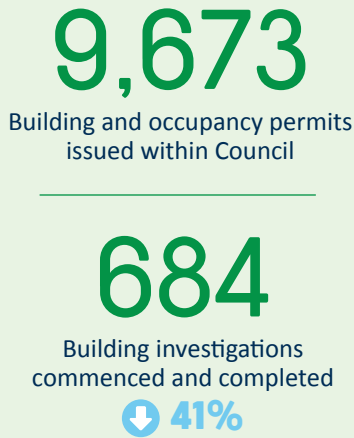 9,673
Building and occupancy permits
issued within Council
684
Building investigations
commenced and completed
41%